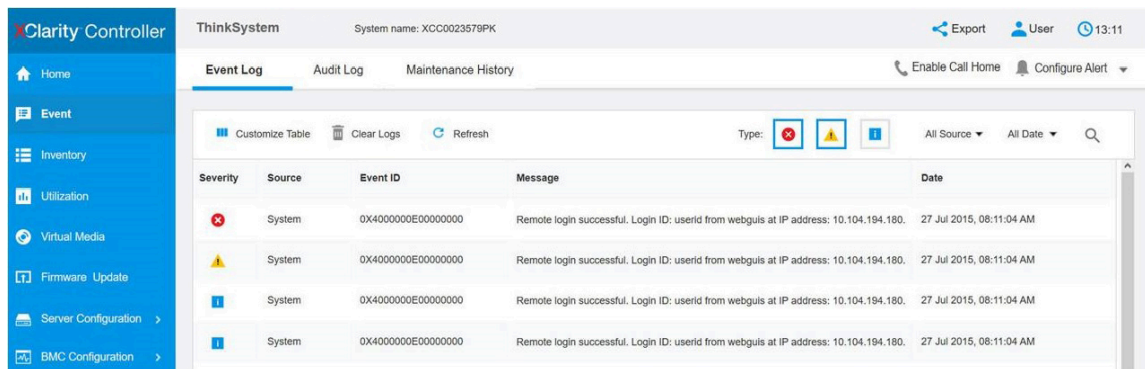 XClarity Controller
ThinkSystem System name: XCC0023579PK Export User 13:11
Home
Event Log Audit Log Maintenance History Enable Call Home Configure Alert
Event
Customize Table Clear Logs Refresh Type: All Source All Date
Inventory
Severity Source Event ID Message Date
Utilization
System 0X4000000E00000000 Remote login successful. Login ID: userid from webguis at IP address: 10.104.194.180. 27 Jul 2015, 08:11:04 AM
Virtual Media
System 0X4000000E00000000 Remote login successful. Login ID: userid from webguis at IP address: 10.104.194.180. 27 Jul 2015, 08:11:04 AM
Firmware Update
System 0X4000000E00000000 Remote login successful. Login ID: userid from webguis at IP address: 10.104.194.180. 27 Jul 2015, 08:11:04 AM
Server Configuration >
System 0X4000000E00000000 Remote login successful. Login ID: userid from webguis at IP address: 10.104.194.180. 27 Jul 2015, 08:11:04 AM
BMC Configuration >